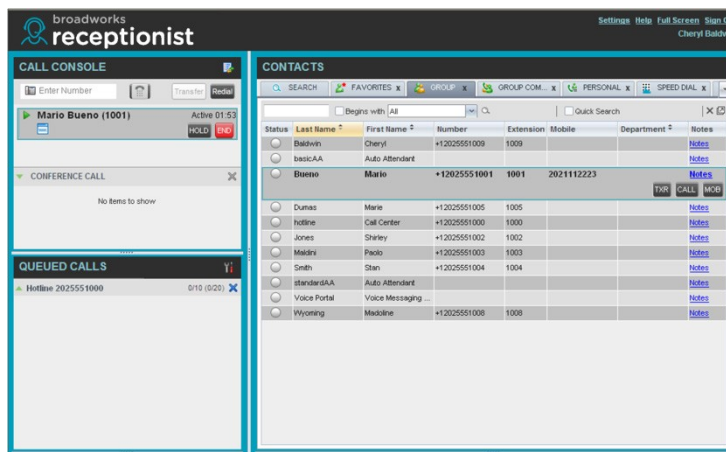 broadworks
receptionist
Settings Help Full Screen Sign
Cheryl Baldw
CALL CONSOLE
Enter Number Transfer Redial
Mario Bueno (1001) Active 01:53
HOLD END
CONFERENCE CALL
No items to show
QUEUED CALLS
Hotline 2025551000 0/10 (0/20)
CONTACTS
SEARCH FAVORITES x GROUP x GROUP COM... x PERSONAL x SPEED DIAL x
Begins with All Quick Search
Status Last Name First Name Number Extension Mobile Department Notes
Baldwin Cheryl +12025551009 1009 Notes
basicAA Auto Attendant Notes
Bueno Mario +12025551001 1001 2021112223 Notes
TXR CALL MOB
Dumas Marie +12025551005 1005 Notes
hotline Call Center +12025551000 1000 Notes
Jones Shirley +12025551002 1002 Notes
Maldini Paolo +12025551003 1003 Notes
Smith Stan +12025551004 1004 Notes
standardAA Auto Attendant Notes
Voice Portal Voice Messaging ... Notes
Wyoming Madoline +12025551008 1008 Notes